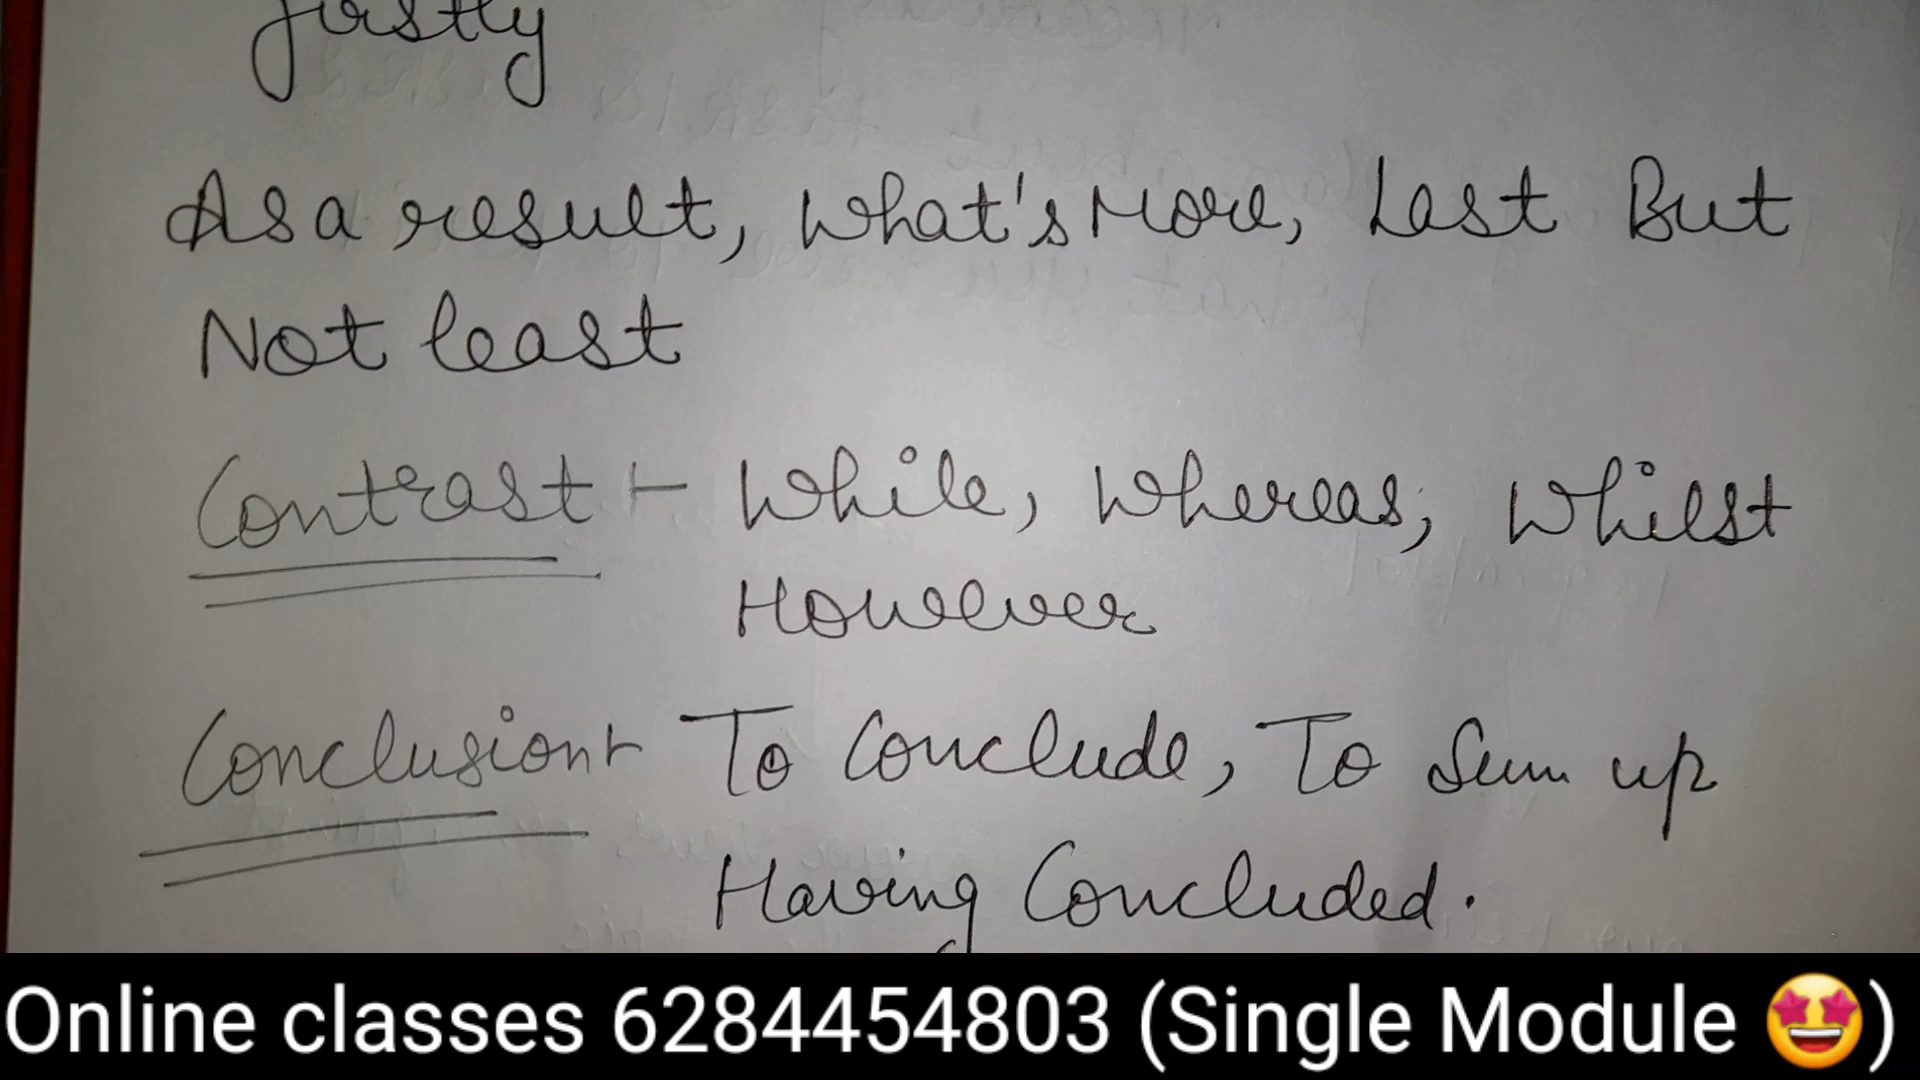 firstly
As a result, What's More, Last But
Not least
Contrast :- While, Whereas, Whilst
However
Conclusion :- To Conclude, To Sum up
Having Concluded.
Online classes 6284454803 (Single Module 🤩)